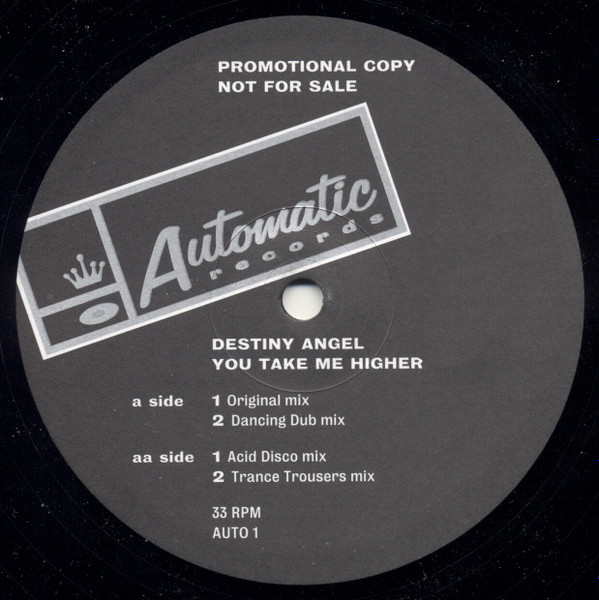 PROMOTIONAL COPY
NOT FOR SALE
Automatic
records
DESTINY ANGEL
YOU TAKE ME HIGHER
a side 1 Original mix
2 Dancing Dub mix
aa side 1 Acid Disco mix
2 Trance Trousers mix
33 RPM
AUTO 1